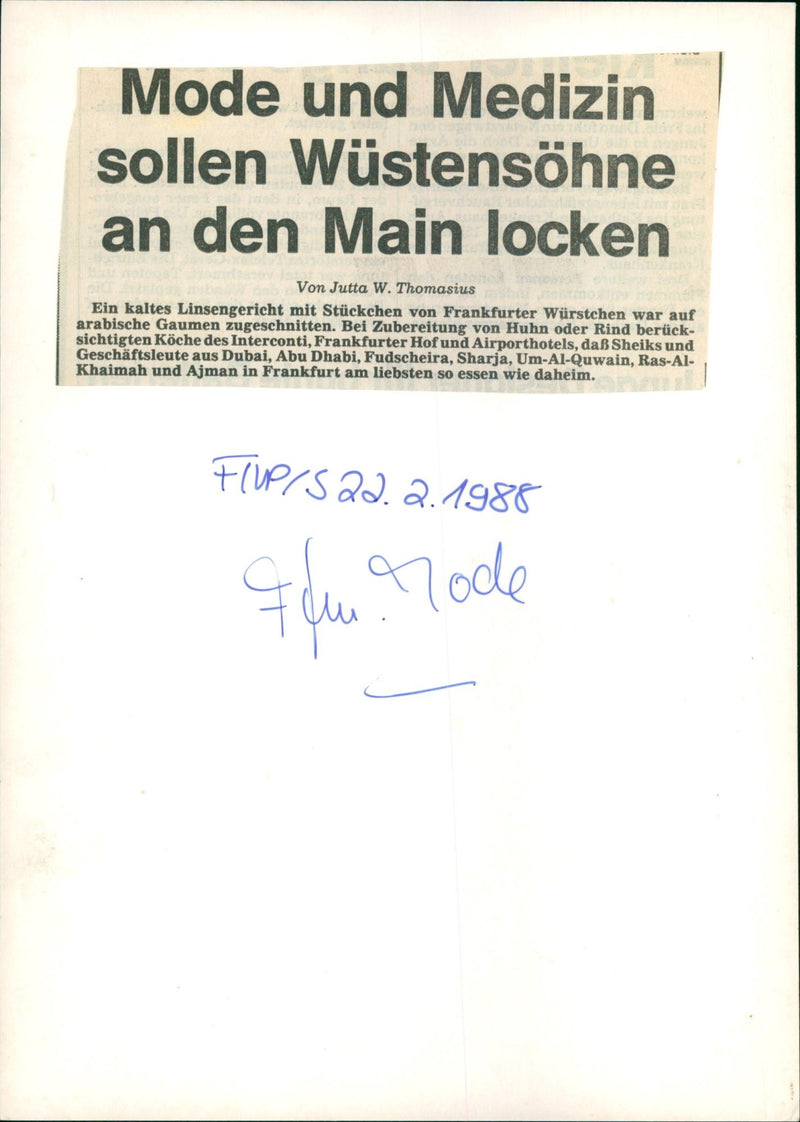 Mode und Medizin
sollen Wüstensöhne
an den Main locken
Von Jutta W. Thomasius
Ein kaltes Linsengericht mit Stückchen von Frankfurter Würstchen war auf
arabische Gaumen zugeschnitten. Bei Zubereitung von Huhn oder Rind berück-
sichtigten Köche des Interconti, Frankfurter Hof und Airporthotels, daß Sheiks und
Geschäftsleute aus Dubai, Abu Dhabi, Fudscheira, Sharja, Um-Al-Quwain, Ras-Al-
Khaimah und Ajman in Frankfurt am liebsten so essen wie daheim.
22.2.1988
Mode